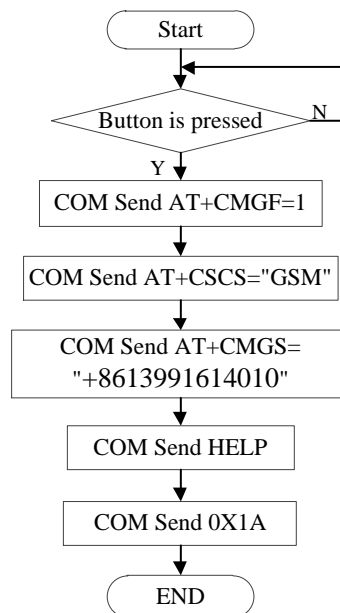 Start
Button is pressed
N
Y
COM Send AT+CMGF=1
COM Send AT+CSCS="GSM"
COM Send AT+CMGS=
"+8613991614010"
COM Send HELP
COM Send 0X1A
END